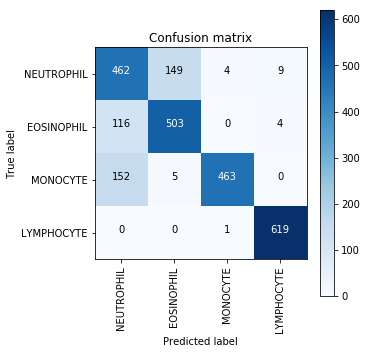 Confusion matrix
True label
NEUTROPHIL 462 149 4 9
EOSINOPHIL 116 503 0 4
MONOCYTE 152 5 463 0
LYMPHOCYTE 0 0 1 619
NEUTROPHIL
EOSINOPHIL
MONOCYTE
LYMPHOCYTE
Predicted label
600
500
400
300
200
100
0